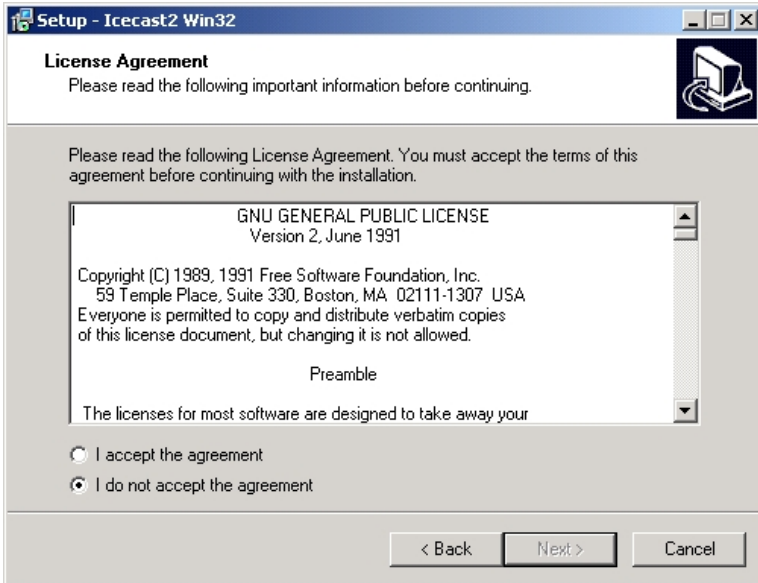 Setup - Icecast2 Win32
License Agreement
Please read the following important information before continuing.
Please read the following License Agreement. You must accept the terms of this
agreement before continuing with the installation.
GNU GENERAL PUBLIC LICENSE
Version 2, June 1991
Copyright (C) 1989, 1991 Free Software Foundation, Inc.
59 Temple Place, Suite 330, Boston, MA  02111-1307  USA
Everyone is permitted to copy and distribute verbatim copies
of this license document, but changing it is not allowed.
Preamble
The licenses for most software are designed to take away your
I accept the agreement
I do not accept the agreement
< Back
Next >
Cancel